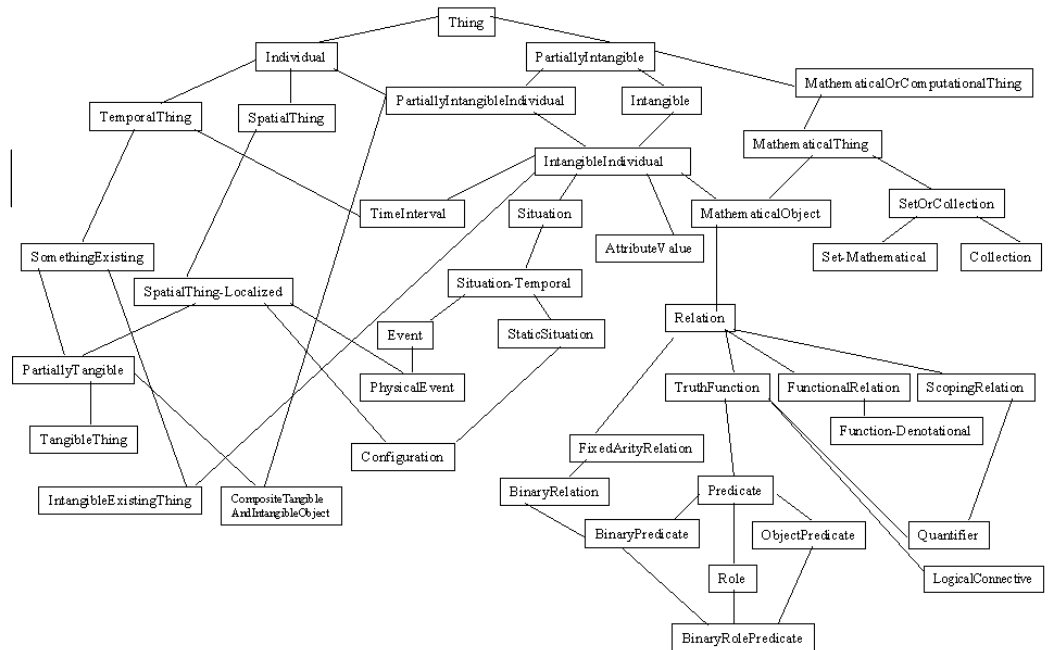 Thing
Individual
PartiallyIntangible
MathematicalOrComputationalThing
PartiallyIntangibleIndividual
Intangible
TemporalThing
SpatialThing
MathematicalThing
IntangibleIndividual
SetOrCollection
TimeInterval
Situation
MathematicalObject
AttributeValue
SomethingExisting
Set-Mathematical
Collection
Situation-Temporal
SpatialThing-Localized
Relation
Event
StaticSituation
PartiallyTangible
PhysicalEvent
TruthFunction
FunctionalRelation
ScopingRelation
TangibleThing
Function-Denotational
FixedArityRelation
Configuration
IntangibleExistingThing
CompositeTangible
AndIntangibleObject
BinaryRelation
Predicate
BinaryPredicate
ObjectPredicate
Quantifier
Role
LogicalConnective
BinaryRolePredicate